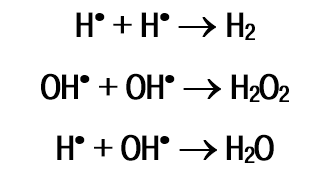 H• + H• → H₂
OH• + OH• → H₂O₂
H• + OH• → H₂O